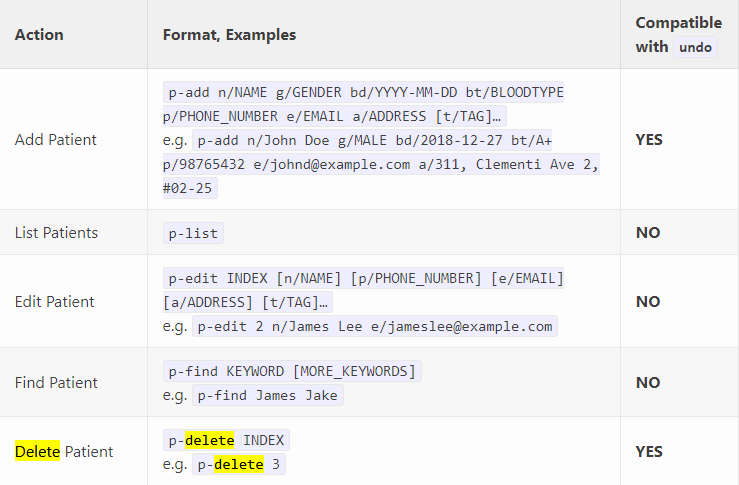 Action
Format, Examples
Compatible
with undo
Add Patient
p-add n/NAME g/GENDER bd/YYYY-MM-DD bt/BLOODTYPE
p/PHONE_NUMBER e/EMAIL a/ADDRESS [t/TAG]…
e.g. p-add n/John Doe g/MALE bd/2018-12-27 bt/A+
p/98765432 e/johnd@example.com a/311, Clementi Ave 2,
#02-25
YES
List Patients
p-list
NO
Edit Patient
p-edit INDEX [n/NAME] [p/PHONE_NUMBER] [e/EMAIL]
[a/ADDRESS] [t/TAG]…
e.g. p-edit 2 n/James Lee e/jameslee@example.com
NO
Find Patient
p-find KEYWORD [MORE_KEYWORDS]
e.g. p-find James Jake
NO
Delete Patient
p-delete INDEX
e.g. p-delete 3
YES